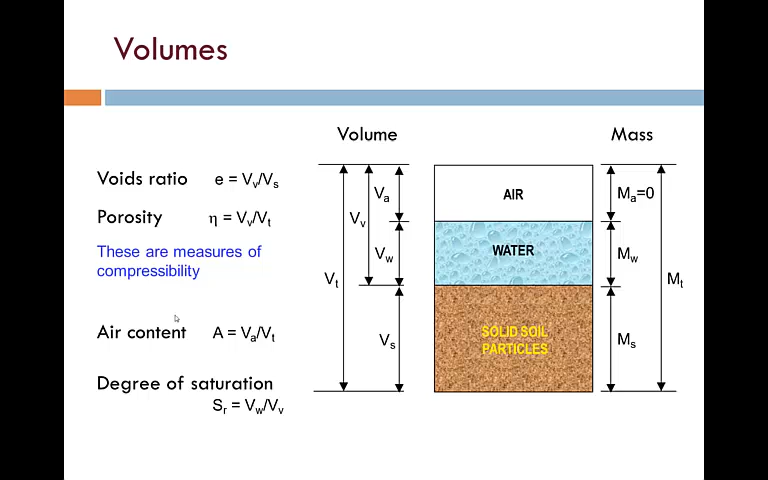 Volumes
Volume
Mass
Voids ratio e = Vv/Vs
Porosity η = Vv/Vt
These are measures of
compressibility
Air content A = Va/Vt
Degree of saturation
Sr = Vw/Vv
Vt
Vv
Va
Vw
Vs
AIR
WATER
SOLID SOIL
PARTICLES
Ma=0
Mw
Ms
Mt